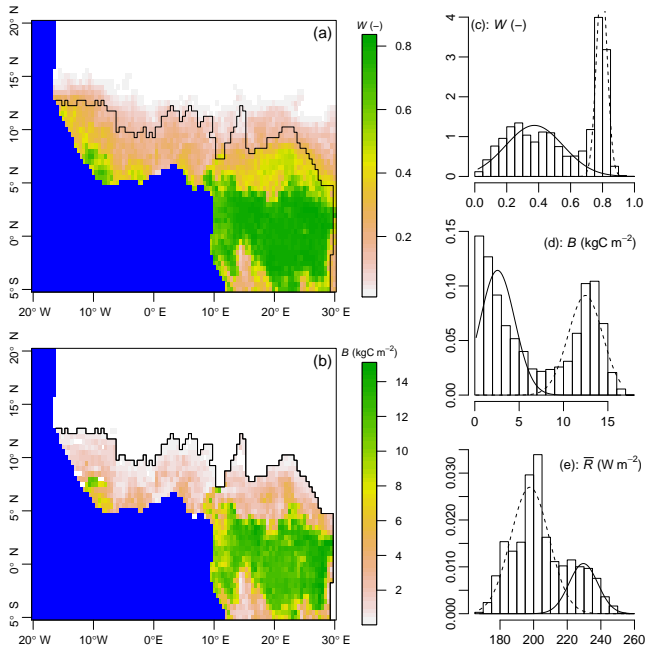 (a)
W (−)
20° N
15° N
10° N
5° N
0° N
5° S
20° W
10° W
0° E
10° E
20° E
30° E
0.8
0.6
0.4
0.2
(b)
B (kgC m−2)
20° N
15° N
10° N
5° N
0° N
5° S
20° W
10° W
0° E
10° E
20° E
30° E
14
12
10
8
6
4
2
(c): W (−)
4
3
2
1
0
0.0
0.2
0.4
0.6
0.8
1.0
(d): B (kgC m−2)
0.15
0.10
0.05
0.00
0
5
10
15
(e): R̅ (W m−2)
0.030
0.020
0.010
0.000
180
200
220
240
260